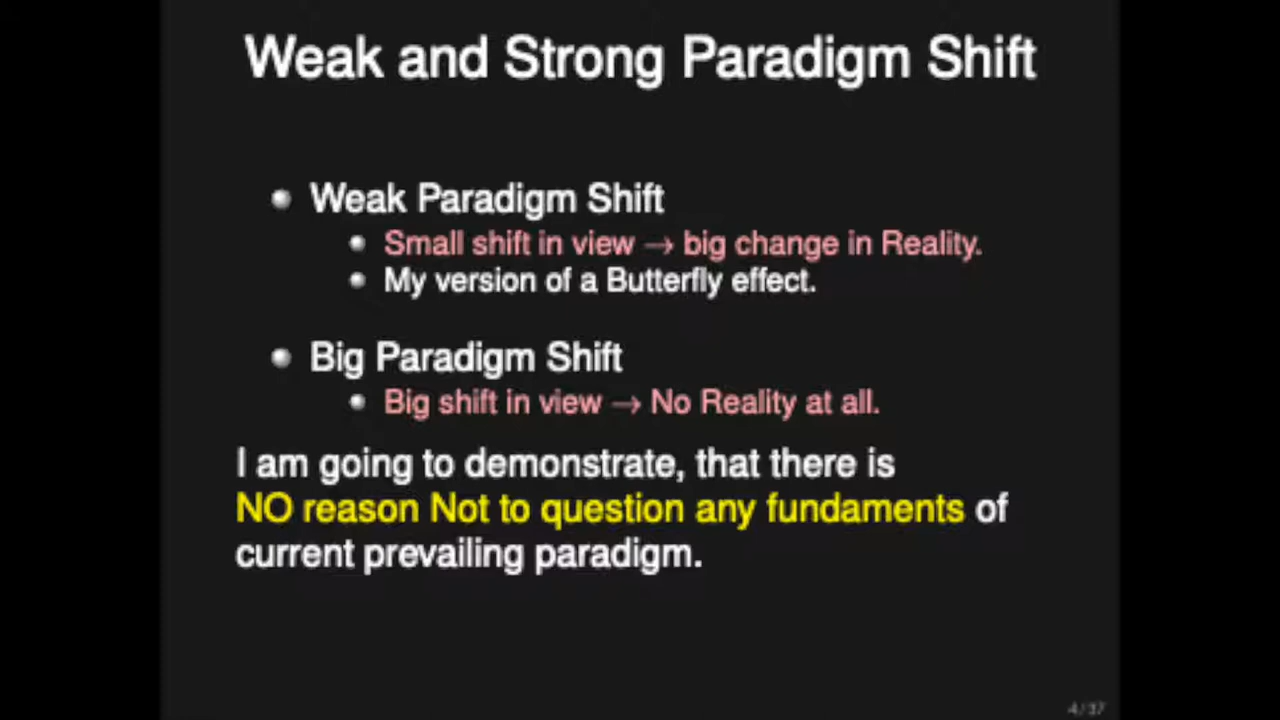 Weak and Strong Paradigm Shift
Weak Paradigm Shift
Small shift in view → big change in Reality.
My version of a Butterfly effect.
Big Paradigm Shift
Big shift in view → No Reality at all.
I am going to demonstrate, that there is
NO reason Not to question any fundaments of
current prevailing paradigm.
4/37